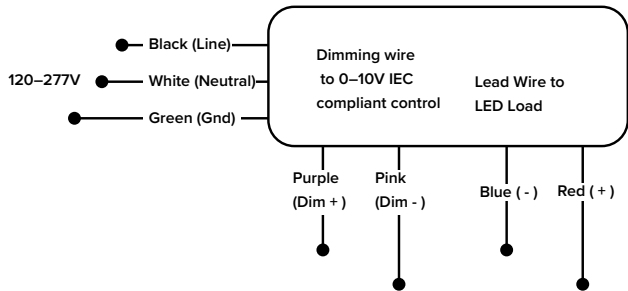 Black (Line)
120–277V
White (Neutral)
Green (Gnd)
Dimming wire
to 0–10V IEC
compliant control
Lead Wire to
LED Load
Purple
(Dim + )
Pink
(Dim - )
Blue ( - )
Red ( + )